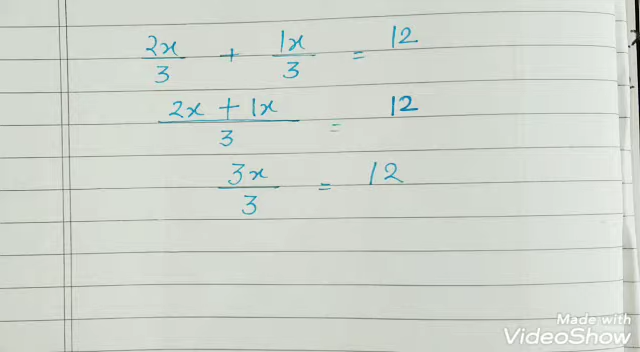 2x/3 + 1x/3 = 12
2x + 1x/3 = 12
3x/3 = 12
Made with
VideoShow